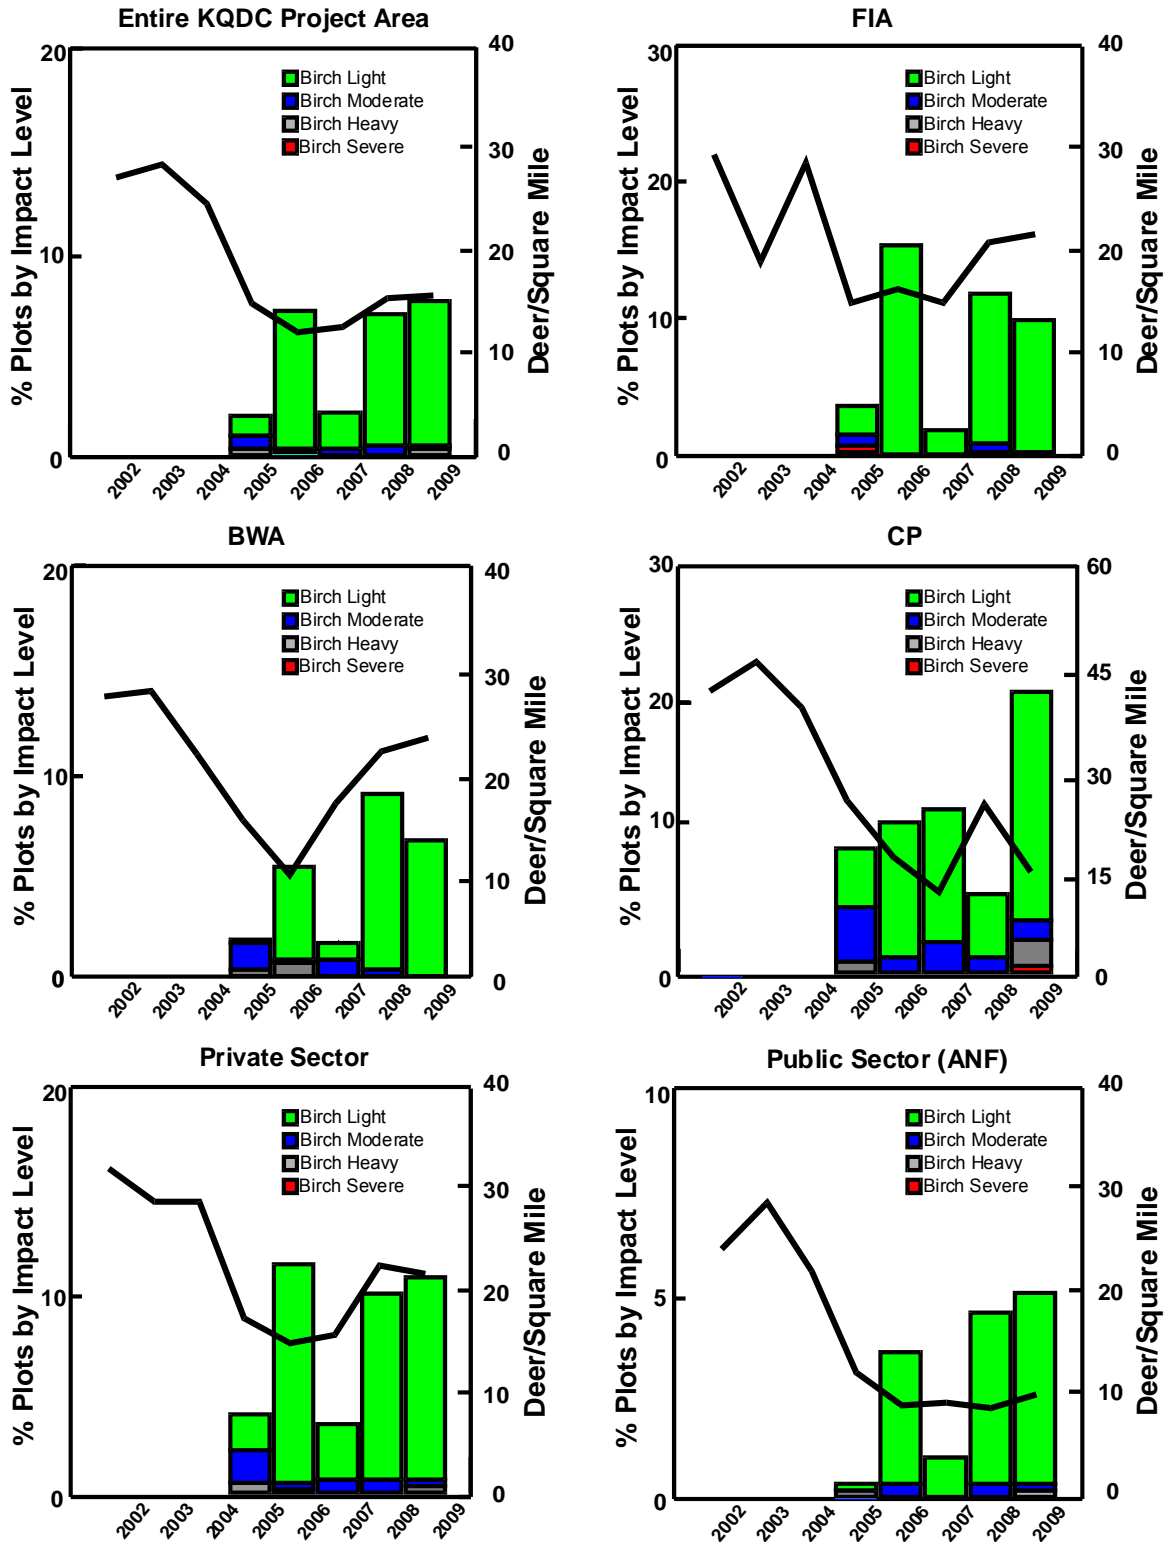 Entire KQDC Project Area
% Plots by Impact Level
20
10
0
Birch Light
Birch Moderate
Birch Heavy
Birch Severe
40
30
20
10
0
Deer/Square Mile
2002 2003 2004 2005 2006 2007 2008 2009
FIA
% Plots by Impact Level
30
20
10
0
Birch Light
Birch Moderate
Birch Heavy
Birch Severe
40
30
20
10
0
Deer/Square Mile
2002 2003 2004 2005 2006 2007 2008 2009
BWA
% Plots by Impact Level
20
10
0
Birch Light
Birch Moderate
Birch Heavy
Birch Severe
40
30
20
10
0
Deer/Square Mile
2002 2003 2004 2005 2006 2007 2008 2009
CP
% Plots by Impact Level
30
20
10
0
Birch Light
Birch Moderate
Birch Heavy
Birch Severe
60
45
30
15
0
Deer/Square Mile
2002 2003 2004 2005 2006 2007 2008 2009
Private Sector
% Plots by Impact Level
20
10
0
Birch Light
Birch Moderate
Birch Heavy
Birch Severe
40
30
20
10
0
Deer/Square Mile
2002 2003 2004 2005 2006 2007 2008 2009
Public Sector (ANF)
% Plots by Impact Level
10
5
0
Birch Light
Birch Moderate
Birch Heavy
Birch Severe
40
30
20
10
0
Deer/Square Mile
2002 2003 2004 2005 2006 2007 2008 2009